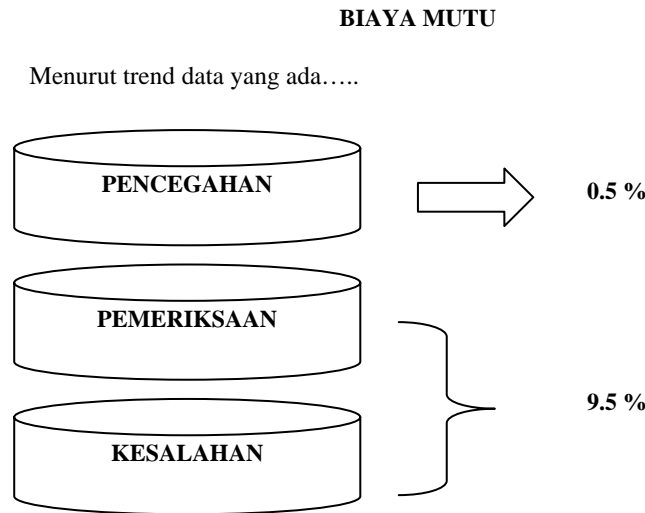 BIAYA MUTU
Menurut trend data yang ada…..
PENCEGAHAN
0.5 %
PEMERIKSAAN
9.5 %
KESALAHAN